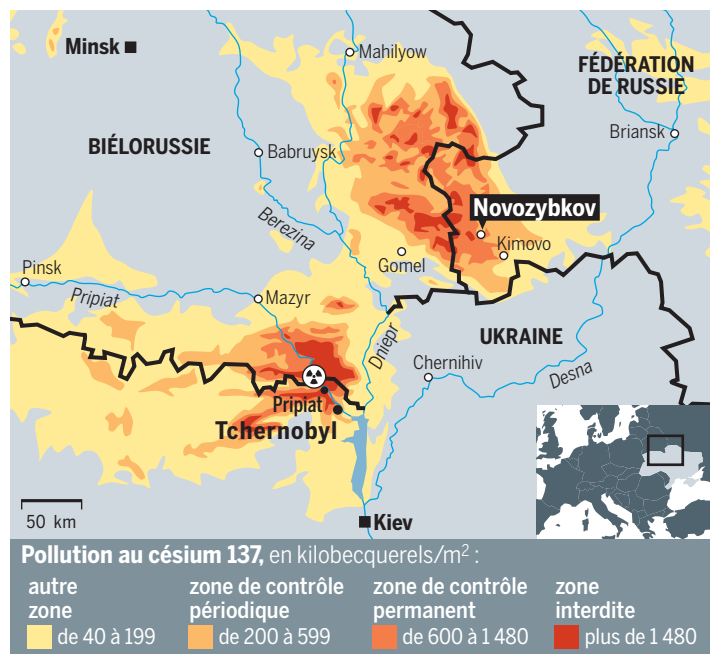 Minsk
Mahilyow
FÉDÉRATION
DE RUSSIE
Briansk
BIÉLORUSSIE
Babruysk
Berezina
Novozybkov
Kimovo
Gomel
Pinsk
Pripiat
Mazyr
Dniepr
UKRAINE
Chernihiv
Desna
Pripiat
Tchernobyl
50 km
Kiev
Pollution au césium 137, en kilobecquerels/m² :
autre
zone
de 40 à 199
zone de contrôle
périodique
de 200 à 599
zone de contrôle
permanent
de 600 à 1 480
zone
interdite
plus de 1 480